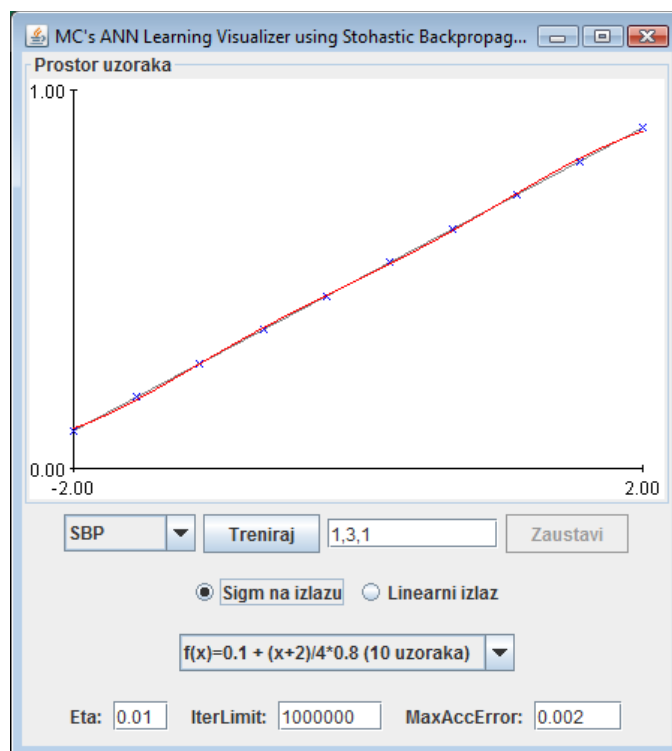 MC's ANN Learning Visualizer using Stohastic Backpropag...
Prostor uzoraka
1.00
0.00
-2.00 2.00
SBP Treniraj 1,3,1 Zaustavi
Sigm na izlazu Linearni izlaz
f(x)=0.1 + (x+2)/4*0.8 (10 uzoraka)
Eta: 0.01 IterLimit: 1000000 MaxAccError: 0.002